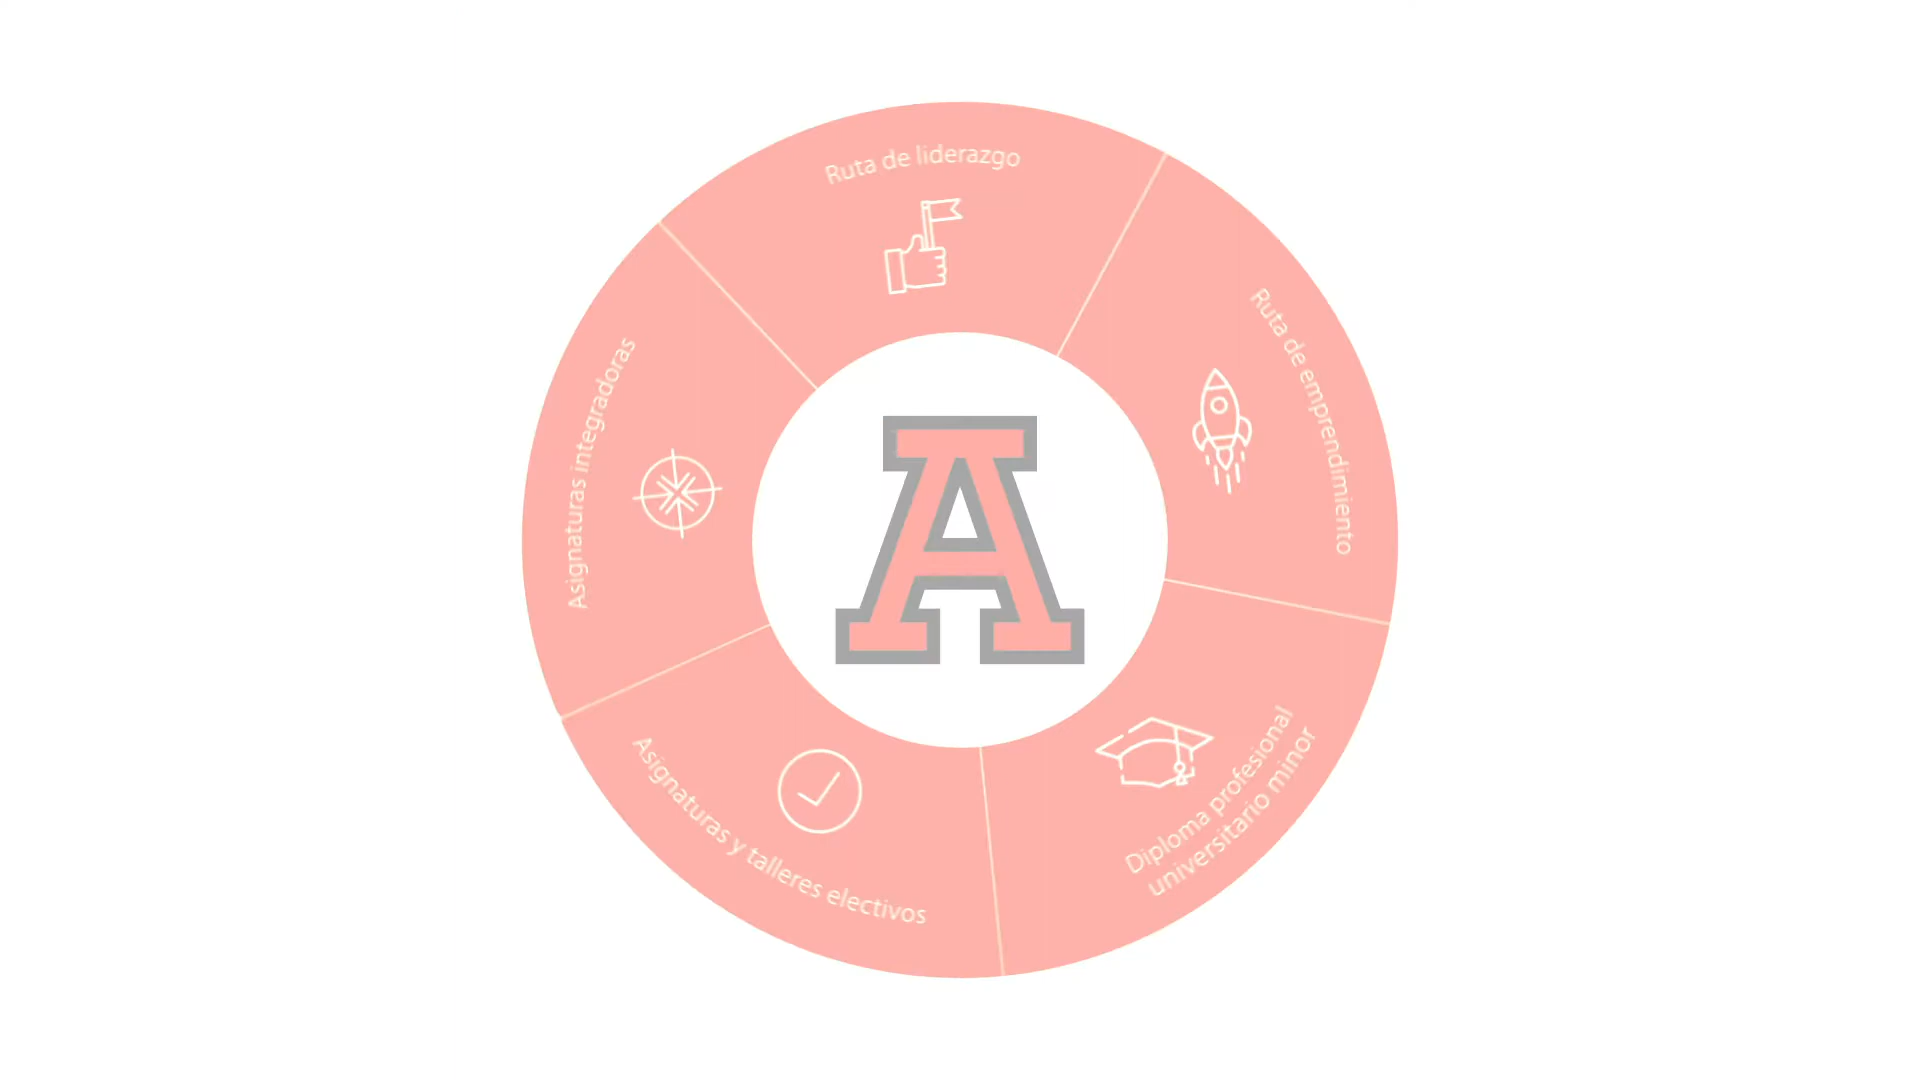 Ruta de liderazgo
Ruta de emprendimiento
Diploma profesional
universitario minor
Asignaturas y talleres electivos
Asignaturas integradoras
A